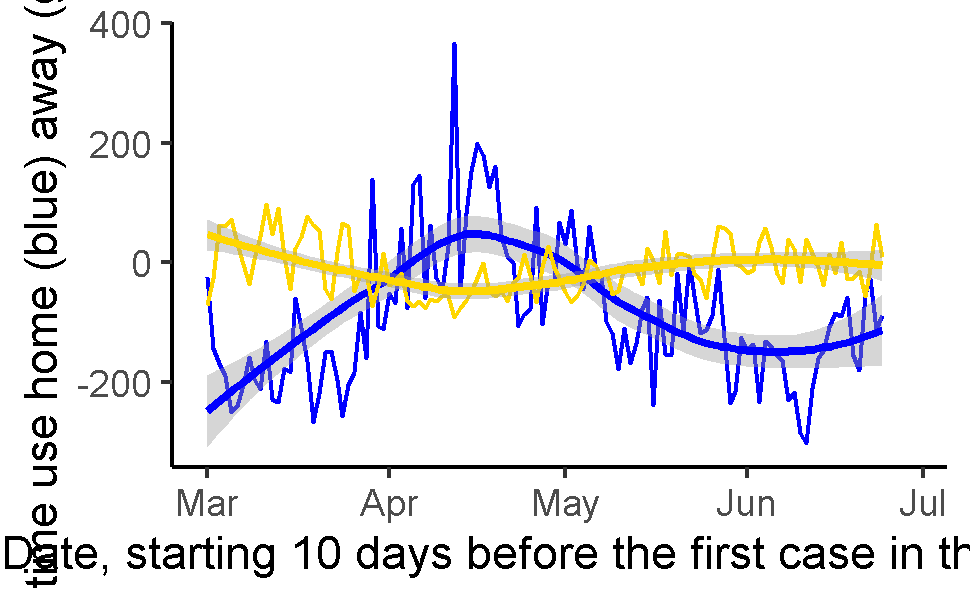 time use home (blue) away (
400
200
0
-200
Mar Apr May Jun Jul
Date, starting 10 days before the first case in th